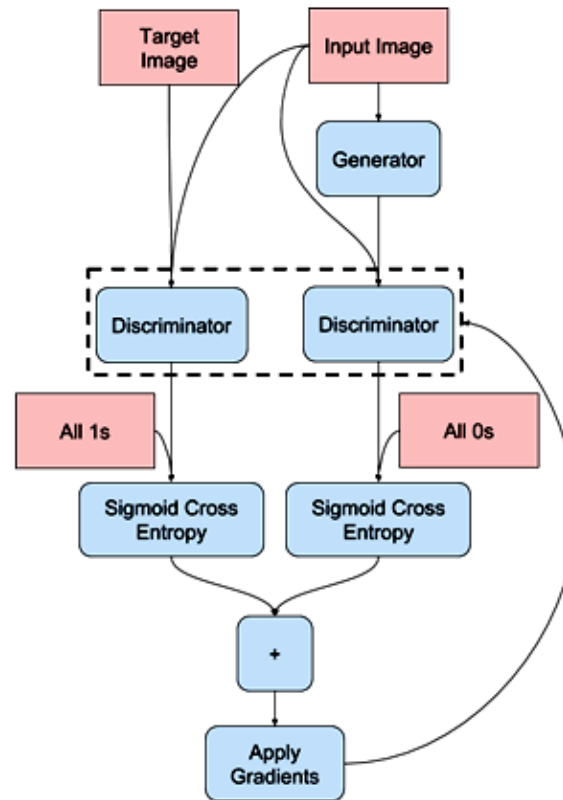 Target
Image
Input Image
Generator
Discriminator
Discriminator
All 1s
All 0s
Sigmoid Cross
Entropy
Sigmoid Cross
Entropy
+
Apply
Gradients